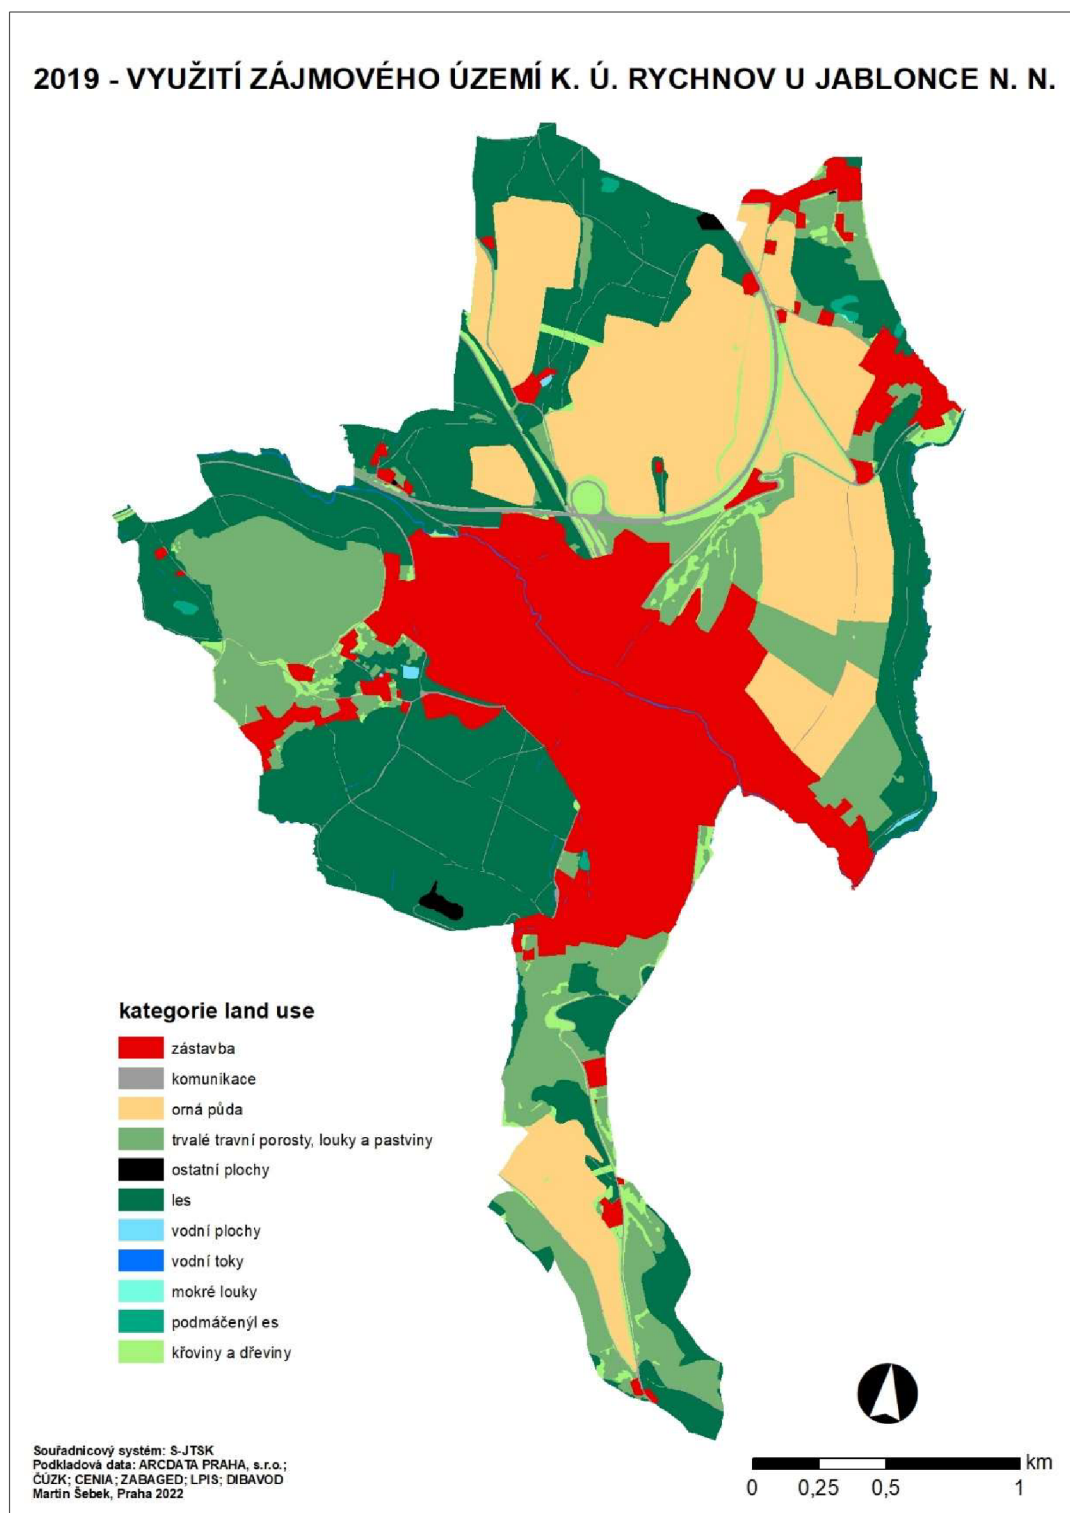 2019 - VYUŽITÍ ZÁJMOVÉHO ÚZEMÍ K. Ú. RYCHNOV U JABLONCE N. N.
kategorie land use
zástavba
komunikace
orná půda
trvalé travní porosty, louky a pastviny
ostatní plochy
les
vodní plochy
vodní toky
mokré louky
podmáčenýl es
křoviny a dřeviny
Souřadnicový systém: S-JTSK
Podkladová data: ARCDATA PRAHA, s.r.o.;
ČÚZK; CENIA; ZABAGED; LPIS; DIBAVOD
Martin Šebek, Praha 2022
km
0 0,25 0,5 1